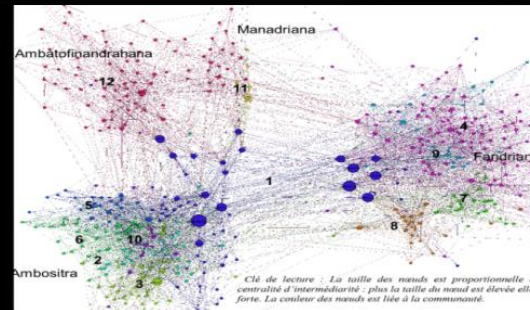 Manadriana
Ambatofinandrahana
12
11
4
9
Fandrian
1
7
5
8
6
10
2
Ambositra
3
Clé de lecture : La taille des nœuds est proportionnelle
centralité d'intermédiarité : plus la taille du nœud est élevée elle
forte. La couleur des nœuds est liée à la communauté.